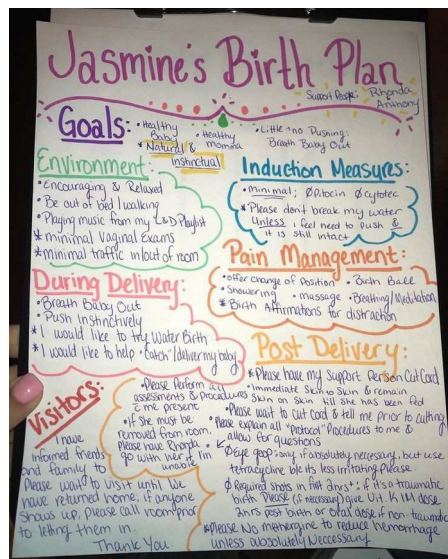 Jasmine's Birth Plan
Support People: Rhonda
Anthony
Goals:
• Healthy
Baby
• Healthy
momma
• Little → no Pushing:
Breath Baby Out
* Natural &
instinctual
Environment:
• Encouraging & Relaxed
• Be out of bed / walking
• Playing music from my L&D Playlist
* minimal Vaginal Exams
* minimal traffic in/out of room
Induction Measures:
• Minimal; Ø Pitocin Ø Cytotec
* Please don't break my water
Unless i feel need to push &
it is still intact
Pain Management:
• offer change of Position • Birth Ball
• Showering • massage • Breathing/Meditation
* Birth Affirmations for distraction
During Delivery:
• Breath Baby Out
• Push Instinctively
* I would like to try Water Birth
* I would like to help "Catch"/deliver my baby
Post Delivery:
* Please have my Support Person Cut Cord
• Immediate Skin to Skin & remain
Skin on Skin till she has been fed
• Please wait to cut cord & tell me prior to cutting
• Please explain all "Protocol" Procedures to me &
allow for questions
Ø Eye goop; only if absolutely necessary, but use
tetracycline b/c its less irritating please.
Ø Required shots in first 2hrs*; if it's a traumatic
birth Please (if necessary) give Vit. K IM dose
2hrs post birth or oral dose if non-traumatic
* Please No methergine to reduce hemorrhage
unless absolutely Neccessary
• Please Perform all
assessments & Procedures
c me present
• if she must be
removed from room,
Please have Rhonda
go with her if I'm
unable
Visitors:
I have
informed friends
and family to
Please wait to visit until we
have returned home, if anyone
shows up, please call room prior
to letting them in.
Thank You